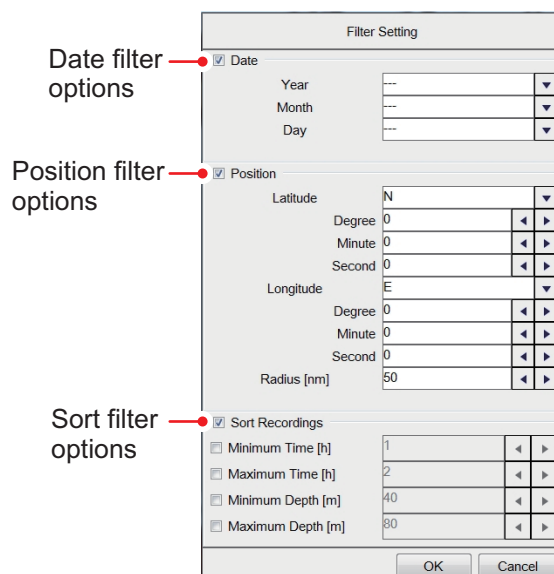 Filter Setting
Date filter
options
Date
Year ---
Month ---
Day ---
Position filter
options
Position
Latitude N
Degree 0
Minute 0
Second 0
Longitude E
Degree 0
Minute 0
Second 0
Radius [nm] 50
Sort filter
options
Sort Recordings
Minimum Time [h] 1
Maximum Time [h] 2
Minimum Depth [m] 40
Maximum Depth [m] 80
OK Cancel